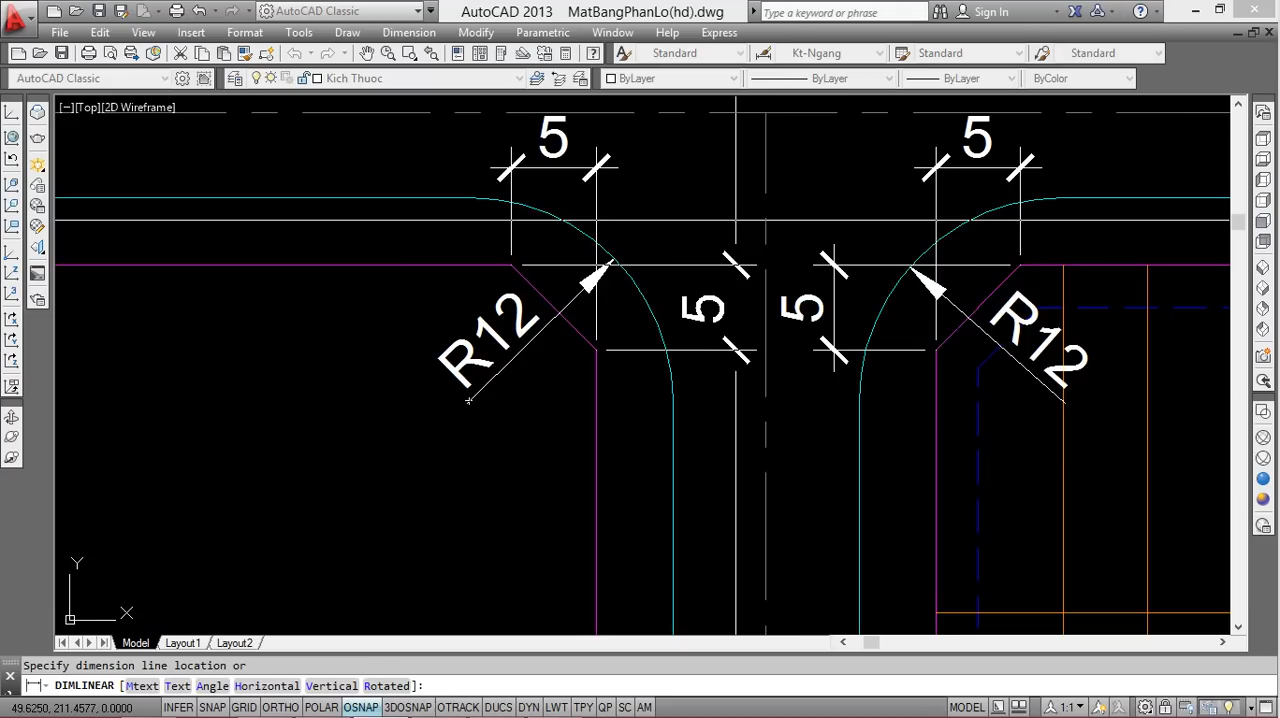 AutoCAD Classic
AutoCAD 2013 MatBangPhanLo(hd).dwg
Type a keyword or phrase
Sign In
File Edit View Insert Format Tools Draw Dimension Modify Parametric Window Help Express
Standard
Kt-Ngang
Standard
Standard
AutoCAD Classic
Kich Thuoc
ByLayer
ByLayer
ByLayer
ByColor
[−][Top][2D Wireframe]
5
5
5
5
R12
R12
Y
X
Model Layout1 Layout2
Specify dimension line location or
DIMLINEAR [Mtext Text Angle Horizontal Vertical Rotated]:
49.6250, 211.4577, 0.0000
INFER SNAP GRID ORTHO POLAR OSNAP 3DOSNAP OTRACK DUCS DYN LWT TPY QP SC AM
MODEL
1:1